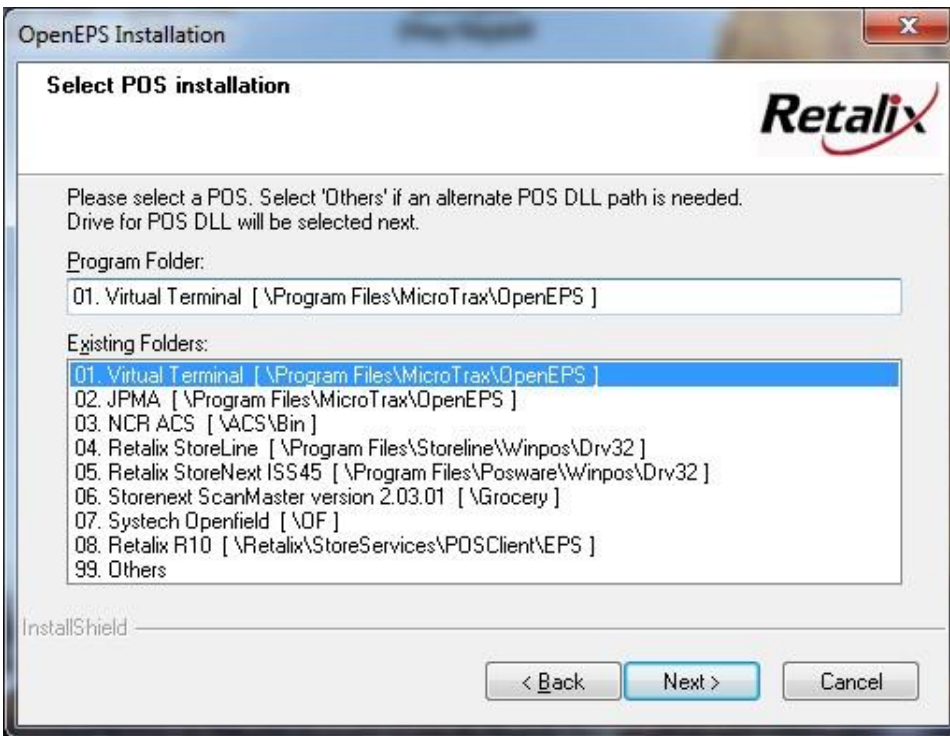 OpenEPS Installation
Select POS installation
Retalix
Please select a POS. Select 'Others' if an alternate POS DLL path is needed.
Drive for POS DLL will be selected next.
Program Folder:
01. Virtual Terminal [ \Program Files\MicroTrax\OpenEPS ]
Existing Folders:
01. Virtual Terminal [ \Program Files\MicroTrax\OpenEPS ]
02. JPMA [ \Program Files\MicroTrax\OpenEPS ]
03. NCR ACS [ \ACS\Bin ]
04. Retalix StoreLine [ \Program Files\Storeline\Winpos\Drv32 ]
05. Retalix StoreNext ISS45 [ \Program Files\Posware\Winpos\Drv32 ]
06. Storenext ScanMaster version 2.03.01 [ \Grocery ]
07. Systech Openfield [ \OF ]
08. Retalix R10 [ \Retalix\StoreServices\POSClient\EPS ]
99. Others
InstallShield
< Back
Next >
Cancel